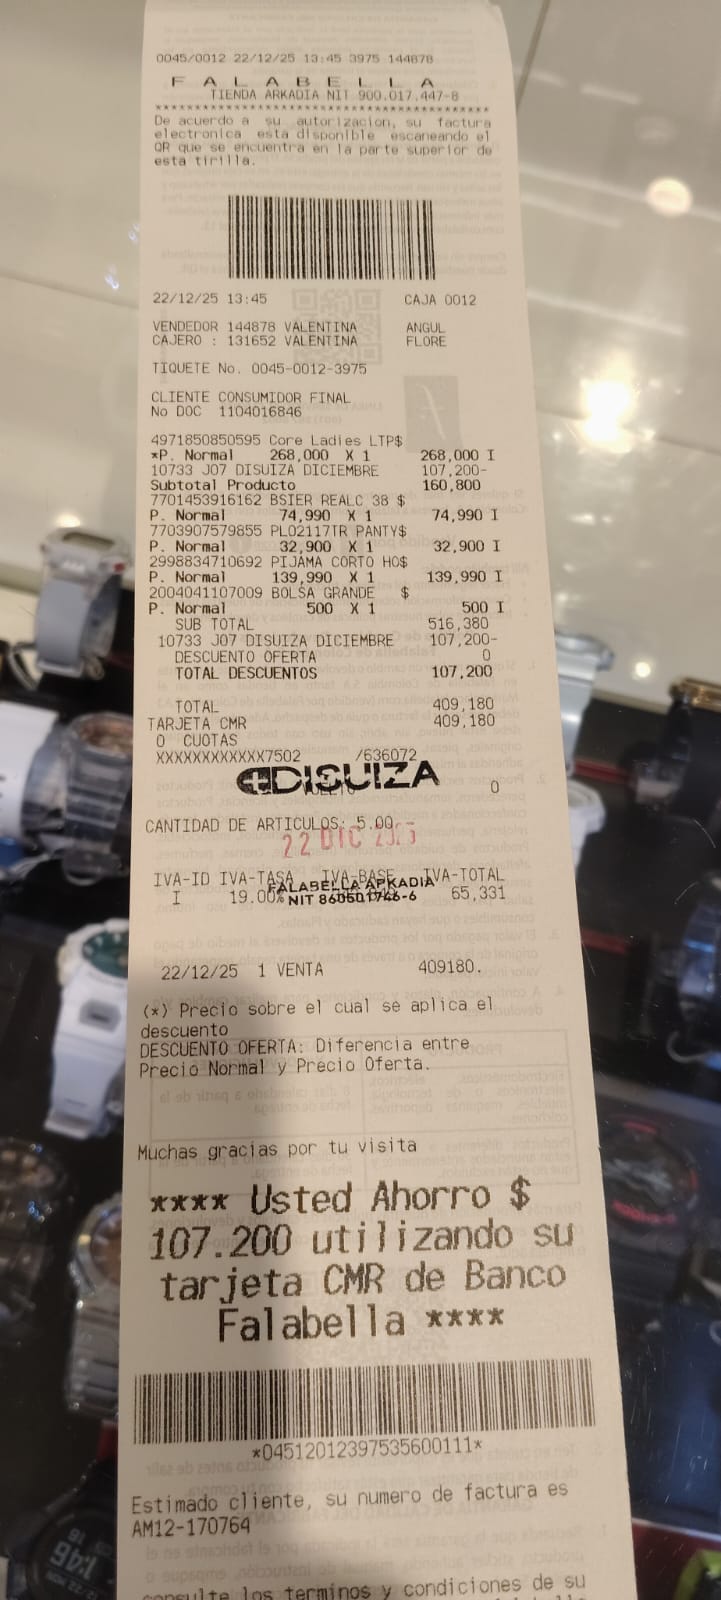 0045/0012 22/12/25 13:45 3975 144878
FALABELLA
TIENDA ARKADIA NIT 900.017.447-8
****************************************
De acuerdo a su autorizacion, su factura
electronica esta disponible escaneando el
QR que se encuentra en la parte superior de
esta tirilla.
22/12/25 13:45 CAJA 0012
VENDEDOR 144878 VALENTINA ANGUL
CAJERO : 131652 VALENTINA FLORE
TIQUETE No. 0045-0012-3975
CLIENTE CONSUMIDOR FINAL
No DOC 1104016846
4971850850595 Core Ladies LTP$
*P. Normal 268,000 X 1 268,000 I
10733 J07 DISUIZA DICIEMBRE 107,200-
Subtotal Producto 160,800
7701453916162 BSIER REALC 38 $
P. Normal 74,990 X 1 74,990 I
7703907579855 PL02117TR PANTY$
P. Normal 32,900 X 1 32,900 I
2998834710692 PIJAMA CORTO HO$
P. Normal 139,990 X 1 139,990 I
2004041107009 BOLSA GRANDE $
P. Normal 500 X 1 500 I
SUB TOTAL 516,380
10733 J07 DISUIZA DICIEMBRE 107,200-
DESCUENTO OFERTA 0
TOTAL DESCUENTOS 107,200
TOTAL 409,180
TARJETA CMR 409,180
0 CUOTAS
XXXXXXXXXXXX7502 /636072
DISUIZA
0
CANTIDAD DE ARTICULOS: 5.00
22 DIC
IVA-ID IVA-TASA IVA-BASE IVA-TOTAL
FALABELLA ARKADIA
I 19.00% 65,331
NIT 860501746-6
22/12/25 1 VENTA 409180.
(*) Precio sobre el cual se aplica el
descuento
DESCUENTO OFERTA: Diferencia entre
Precio Normal y Precio Oferta.
Muchas gracias por tu visita
**** Usted Ahorro $
107.200 utilizando su
tarjeta CMR de Banco
Falabella ****
*04512012397535600111*
Estimado cliente, su numero de factura es
AM12-170764
consulte los terminos y condiciones de su